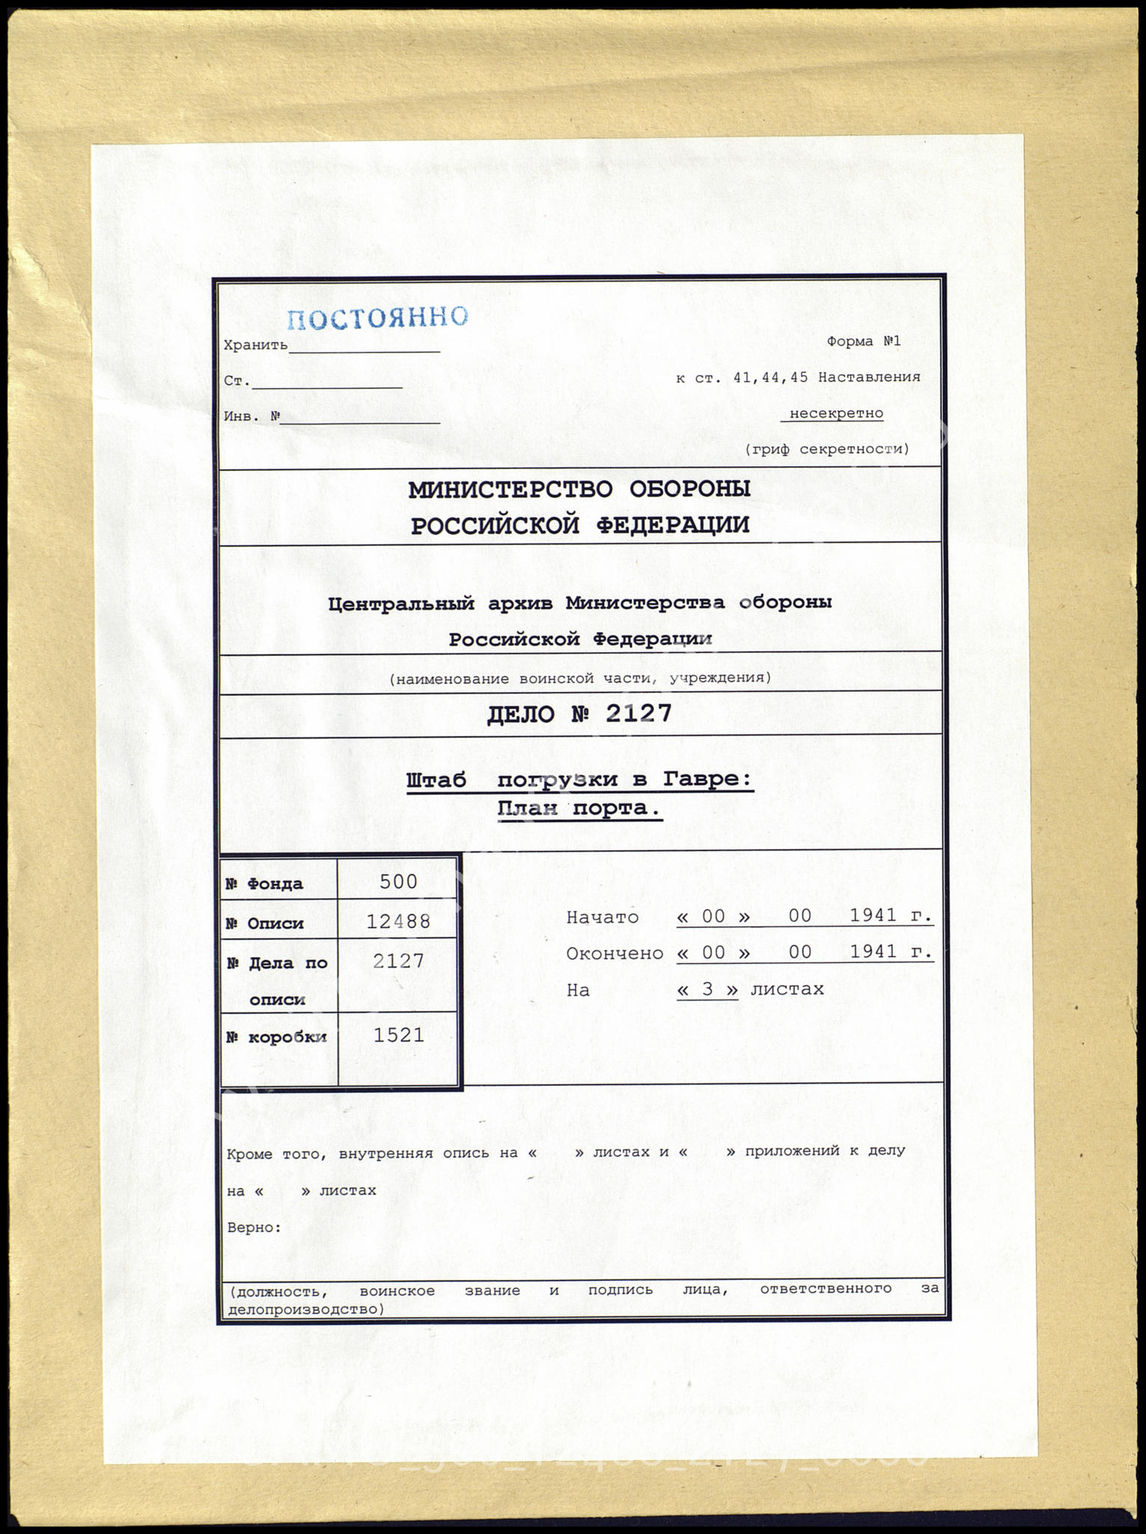 ПОСТОЯННО
Хранить
Форма №1
Ст.
к ст. 41,44,45 Наставления
Инв. №
несекретно
(гриф секретности)
МИНИСТЕРСТВО ОБОРОНЫ
РОССИЙСКОЙ ФЕДЕРАЦИИ
Центральный архив Министерства обороны
Российской Федерации
(наименование воинской части, учреждения)
ДЕЛО № 2127
Штаб погрузки в Гавре:
План порта.
№ Фонда 500
№ Описи 12488
№ Дела по 2127
описи
№ коробки 1521
Начато « 00 » 00 1941 г.
Окончено « 00 » 00 1941 г.
На « 3 » листах
Кроме того, внутренняя опись на « » листах и « » приложений к делу
на « » листах
Верно:
(должность, воинское звание и подпись лица, ответственного за
делопроизводство)